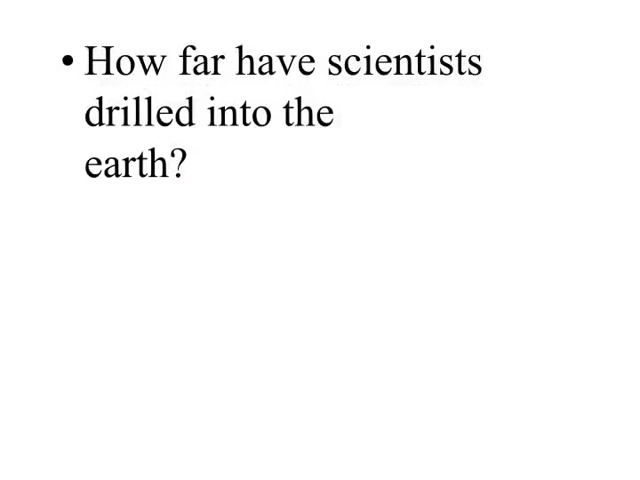 • How far have scientists
drilled into the
earth?